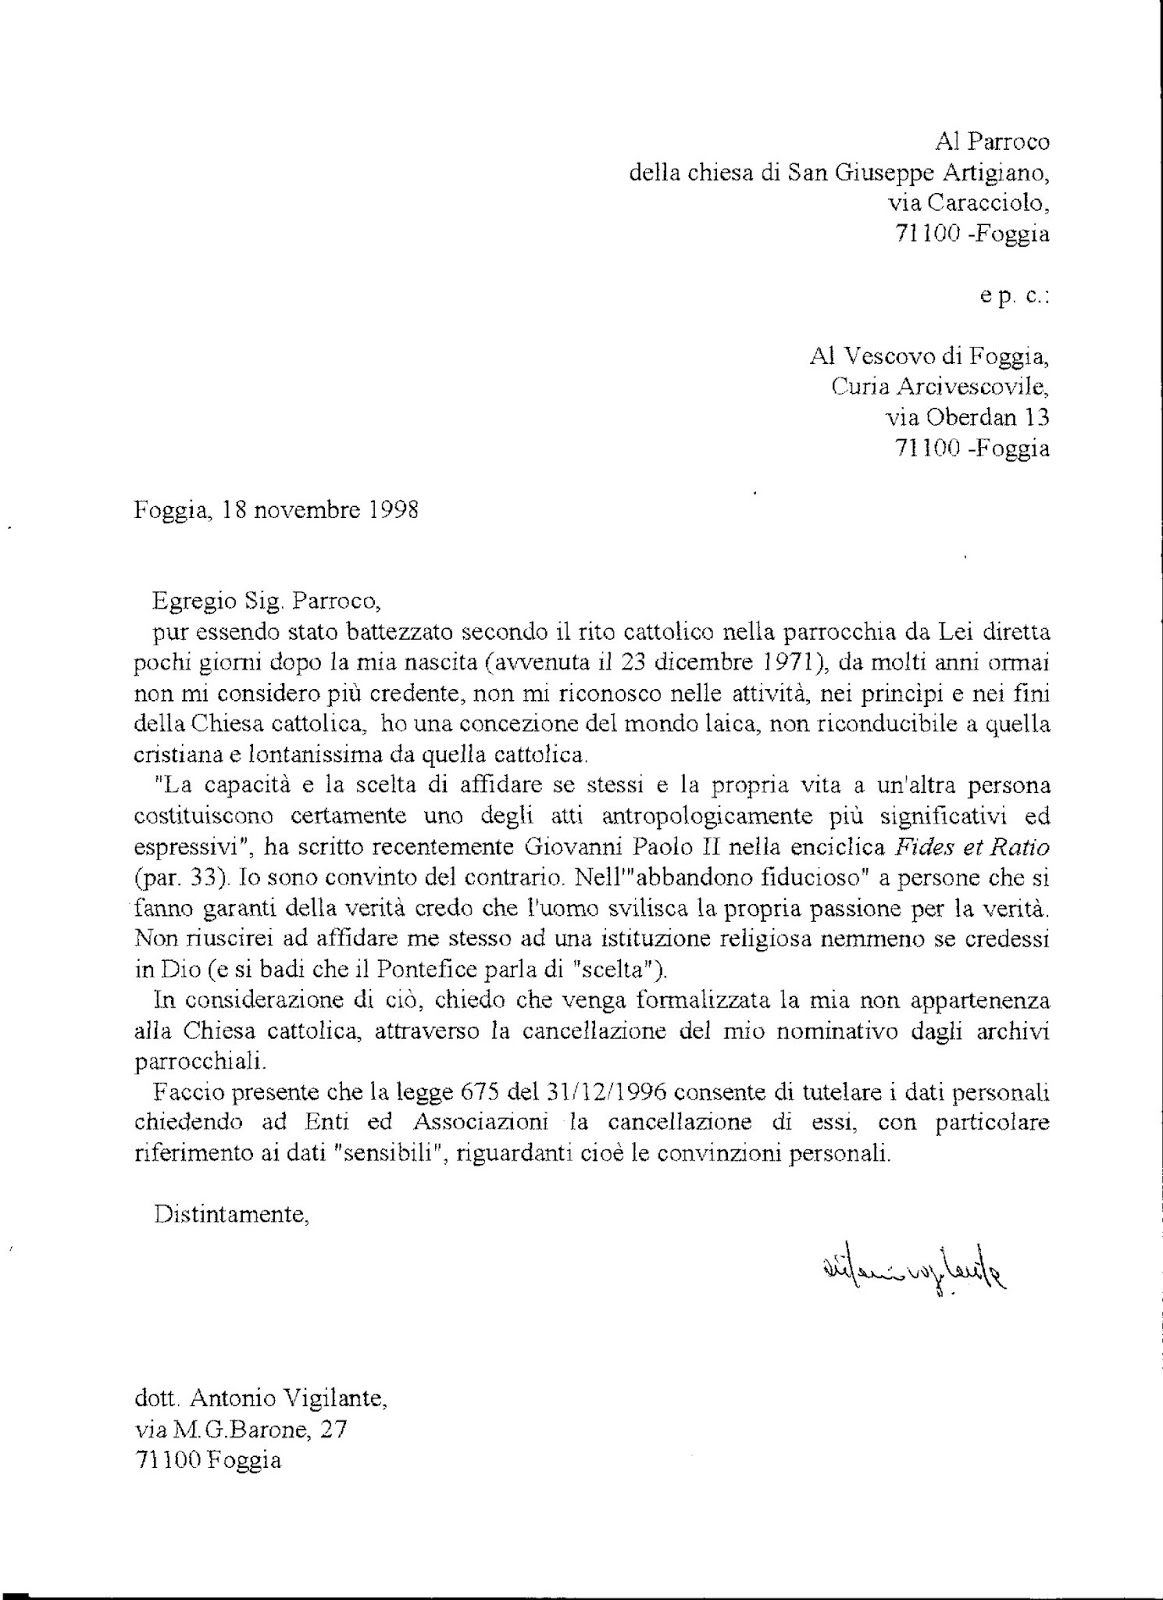 Al Parroco
della chiesa di San Giuseppe Artigiano,
via Caracciolo,
71100 -Foggia
e p. c.:
Al Vescovo di Foggia,
Curia Arcivescovile,
via Oberdan 13
71100 -Foggia
Foggia, 18 novembre 1998
Egregio Sig. Parroco,
pur essendo stato battezzato secondo il rito cattolico nella parrocchia da Lei diretta
pochi giorni dopo la mia nascita (avvenuta il 23 dicembre 1971), da molti anni ormai
non mi considero più credente, non mi riconosco nelle attività, nei principi e nei fini
della Chiesa cattolica, ho una concezione del mondo laica, non riconducibile a quella
cristiana e lontanissima da quella cattolica.
"La capacità e la scelta di affidare se stessi e la propria vita a un'altra persona
costituiscono certamente uno degli atti antropologicamente più significativi ed
espressivi", ha scritto recentemente Giovanni Paolo II nella enciclica Fides et Ratio
(par. 33). Io sono convinto del contrario. Nell'"abbandono fiducioso" a persone che si
fanno garanti della verità credo che l'uomo svilisca la propria passione per la verità.
Non riuscirei ad affidare me stesso ad una istituzione religiosa nemmeno se credessi
in Dio (e si badi che il Pontefice parla di "scelta").
In considerazione di ciò, chiedo che venga formalizzata la mia non appartenenza
alla Chiesa cattolica, attraverso la cancellazione del mio nominativo dagli archivi
parrocchiali.
Faccio presente che la legge 675 del 31/12/1996 consente di tutelare i dati personali
chiedendo ad Enti ed Associazioni la cancellazione di essi, con particolare
riferimento ai dati "sensibili", riguardanti cioè le convinzioni personali.
Distintamente,
antonio vigilante
dott. Antonio Vigilante,
via M.G.Barone, 27
71100 Foggia